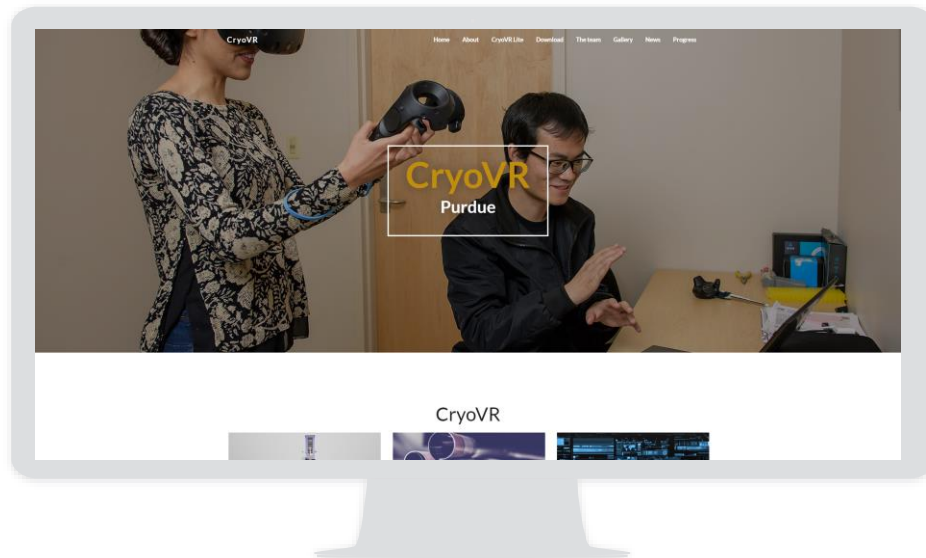 CryoVR
Home About CryoVR Lite Download The team Gallery News Progress
CryoVR
Purdue
CryoVR